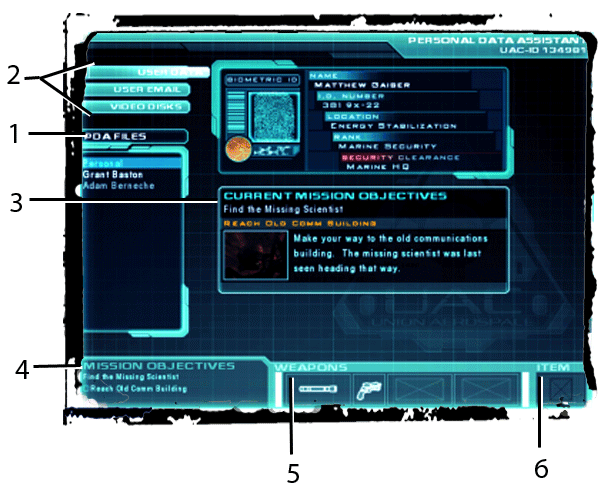 PERSONAL DATA ASSISTANT
UAC-ID 134981
2
USER DATA
USER EMAIL
VIDEO DISKS
1
PDA FILES
Personal
Grant Baston
Adam Berneche
BIOMETRIC ID
NAME
MATTHEW GAISER
I.D. NUMBER
381 9X-22
LOCATION
ENERGY STABILIZATION
RANK
MARINE SECURITY
SECURITY CLEARANCE
MARINE HQ
3
CURRENT MISSION OBJECTIVES
Find the Missing Scientist
REACH OLD COMM BUILDING
Make your way to the old communications
building. The missing scientist was last
seen heading that way.
UAC
UNION AEROSPACE
4
MISSION OBJECTIVES
Find the Missing Scientist
Reach Old Comm Building
WEAPONS
ITEM
5
6